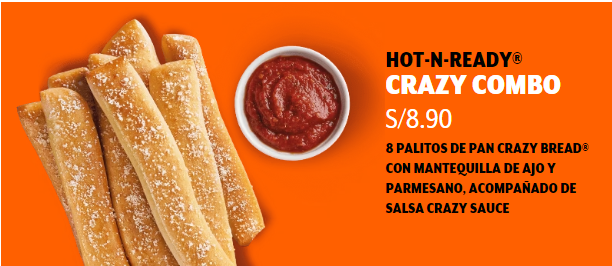 HOT-N-READY®
CRAZY COMBO
S/8.90
8 PALITOS DE PAN CRAZY BREAD®
CON MANTEQUILLA DE AJO Y
PARMESANO, ACOMPAÑADO DE
SALSA CRAZY SAUCE